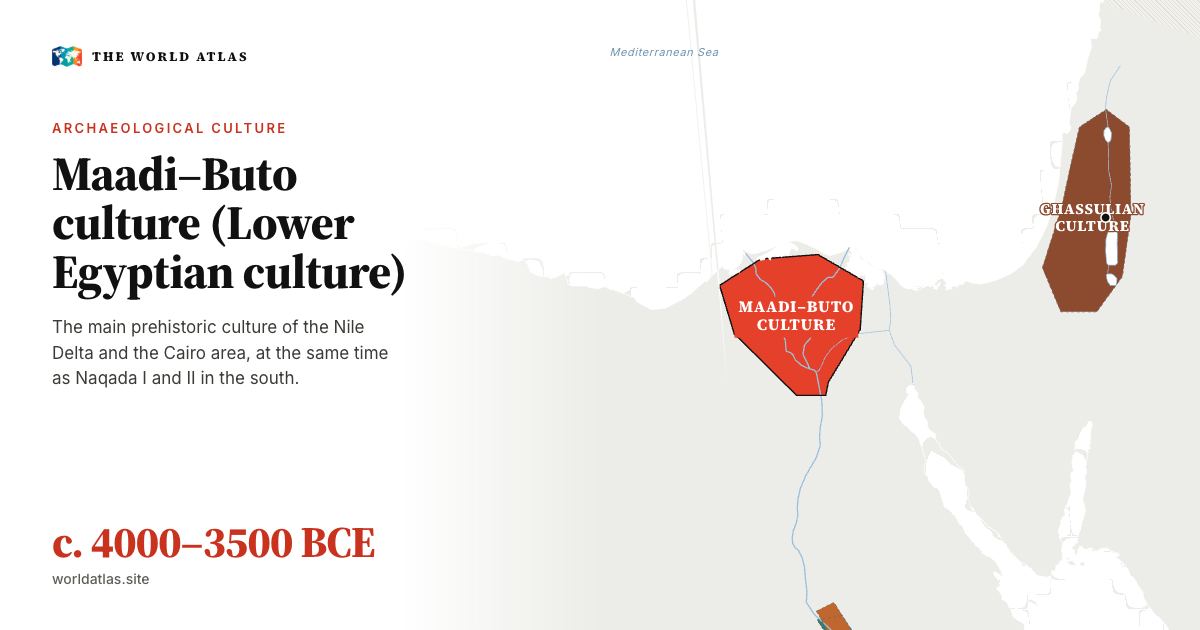 THE WORLD ATLAS
ARCHAEOLOGICAL CULTURE
Maadi–Buto
culture (Lower
Egyptian culture)
The main prehistoric culture of the Nile
Delta and the Cairo area, at the same time
as Naqada I and II in the south.
c. 4000–3500 BCE
worldatlas.site
Mediterranean Sea
GHASSULIAN
CULTURE
MAADI–BUTO
CULTURE